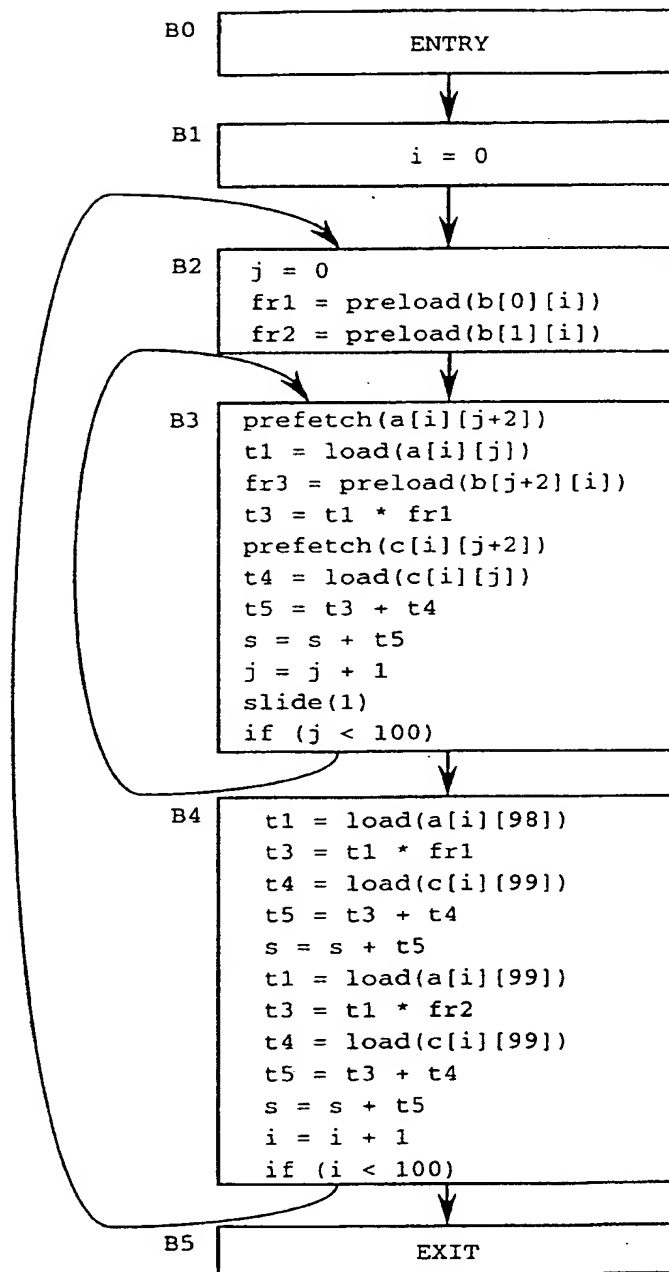 B0
ENTRY
B1
i = 0
B2
j = 0
fr1 = preload(b[0][i])
fr2 = preload(b[1][i])
B3
prefetch(a[i][j+2])
t1 = load(a[i][j])
fr3 = preload(b[j+2][i])
t3 = t1 * fr1
prefetch(c[i][j+2])
t4 = load(c[i][j])
t5 = t3 + t4
s = s + t5
j = j + 1
slide(1)
if (j < 100)
B4
t1 = load(a[i][98])
t3 = t1 * fr1
t4 = load(c[i][99])
t5 = t3 + t4
s = s + t5
t1 = load(a[i][99])
t3 = t1 * fr2
t4 = load(c[i][99])
t5 = t3 + t4
s = s + t5
i = i + 1
if (i < 100)
B5
EXIT